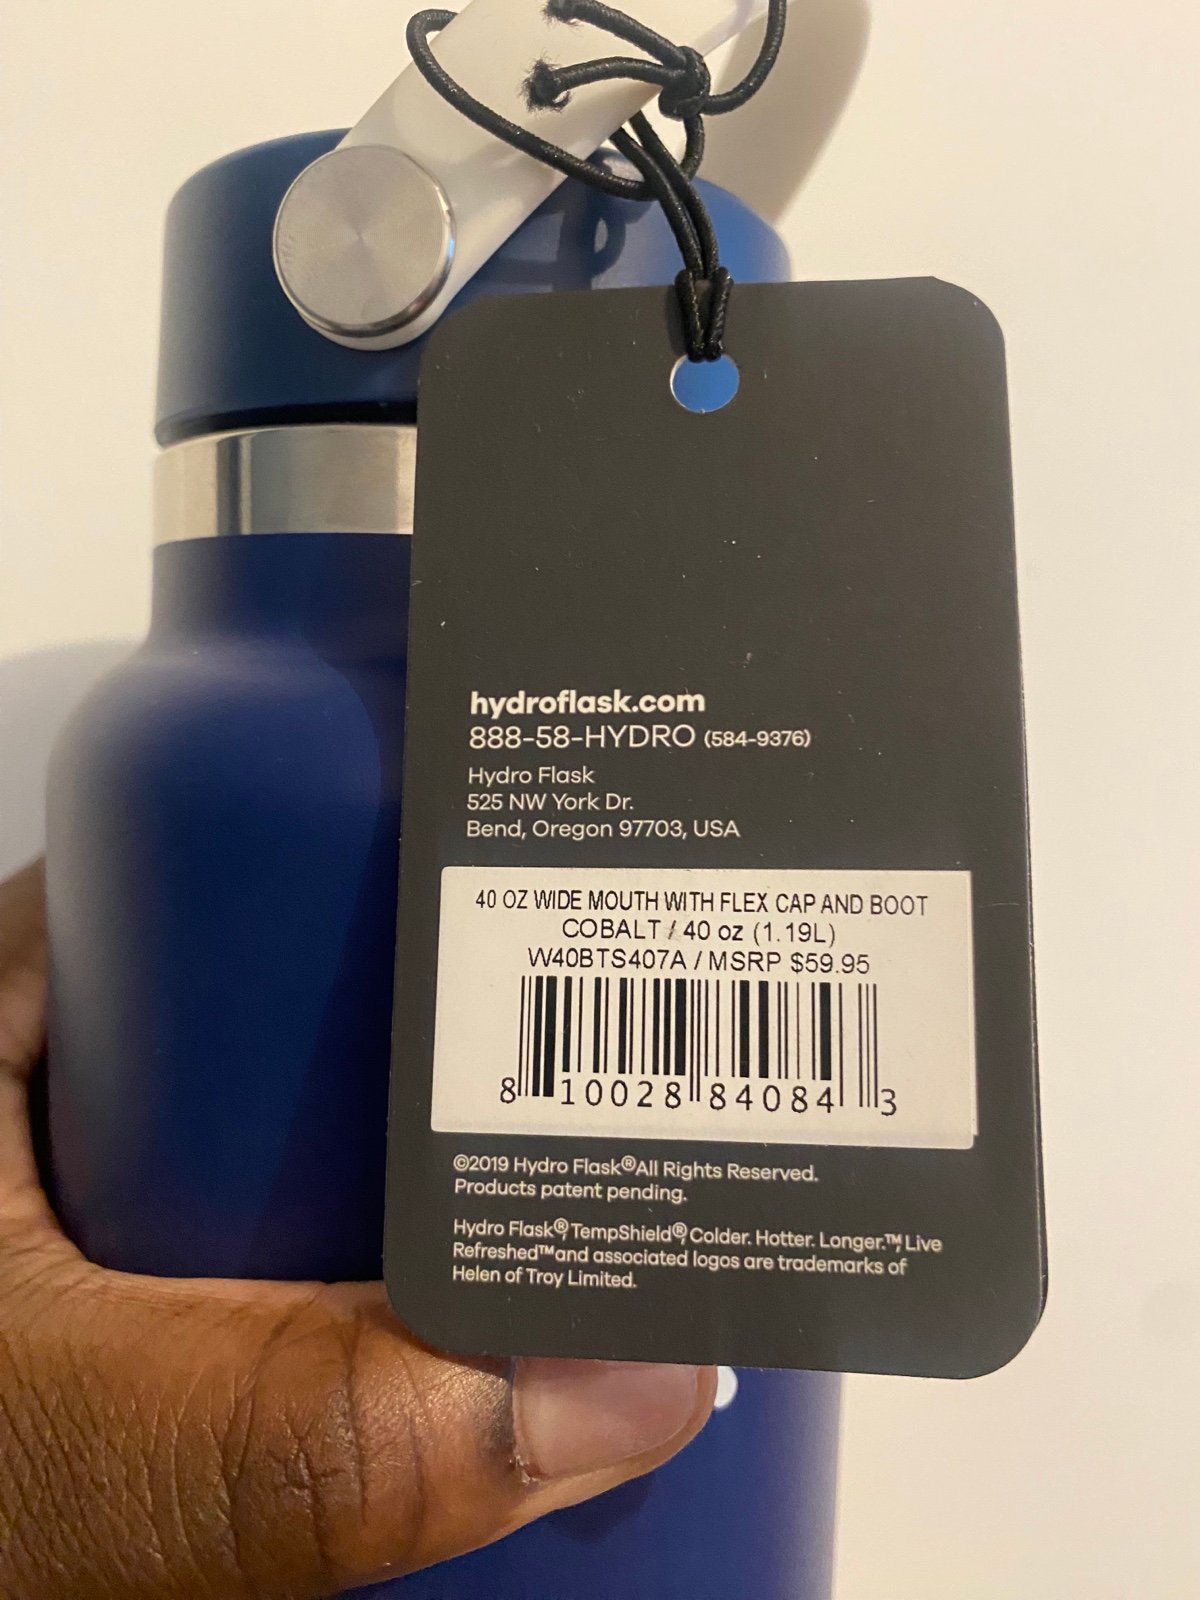 hydroflask.com
888-58-HYDRO (584-9376)
Hydro Flask
525 NW York Dr.
Bend, Oregon 97703, USA
40 OZ WIDE MOUTH WITH FLEX CAP AND BOOT
COBALT / 40 oz (1.19L)
W40BTS407A / MSRP $59.95
8 10028 84084 3
©2019 Hydro Flask® All Rights Reserved.
Products patent pending.
Hydro Flask®, TempShield®, Colder. Hotter. Longer.™, Live
Refreshed™ and associated logos are trademarks of
Helen of Troy Limited.